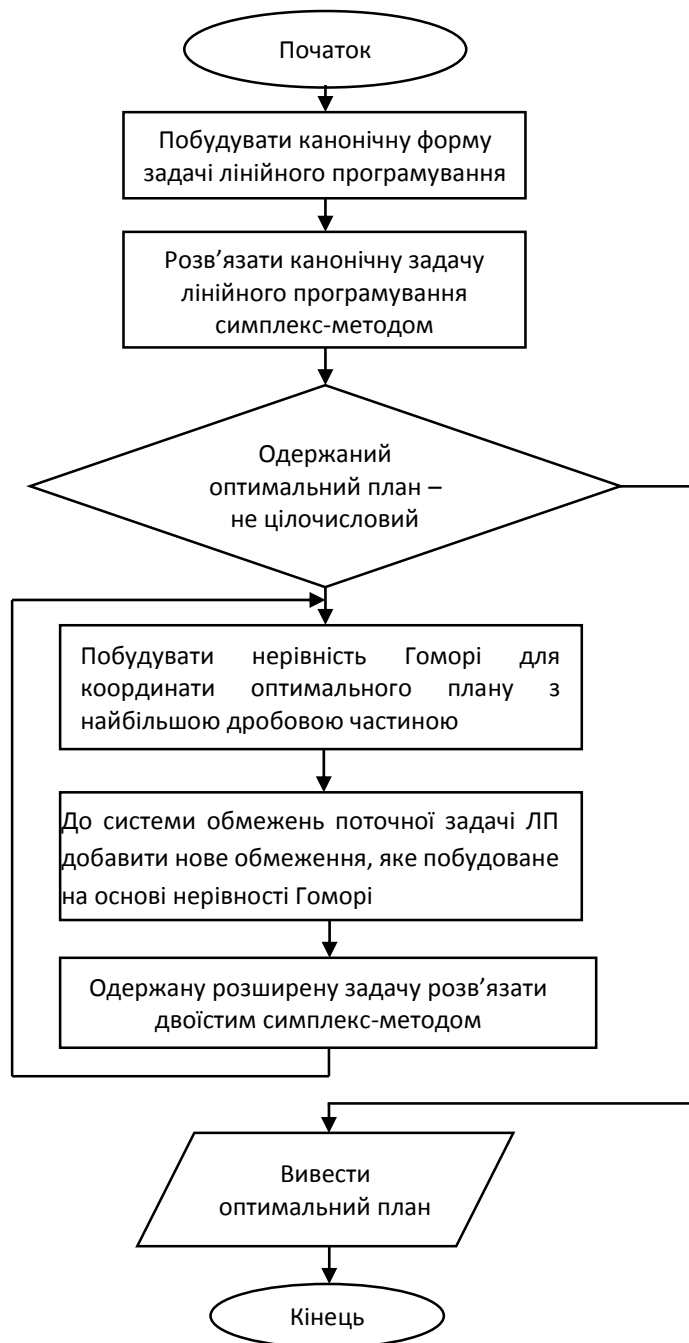 Початок
Побудувати канонічну форму
задачі лінійного програмування
Розв’язати канонічну задачу
лінійного програмування
симплекс-методом
Одержаний
оптимальний план –
не цілочисловий
Побудувати нерівність Гоморі для
координати оптимального плану з
найбільшою дробовою частиною
До системи обмежень поточної задачі ЛП
добавити нове обмеження, яке побудоване
на основі нерівності Гоморі
Одержану розширену задачу розв’язати
двоїстим симплекс-методом
Вивести
оптимальний план
Кінець